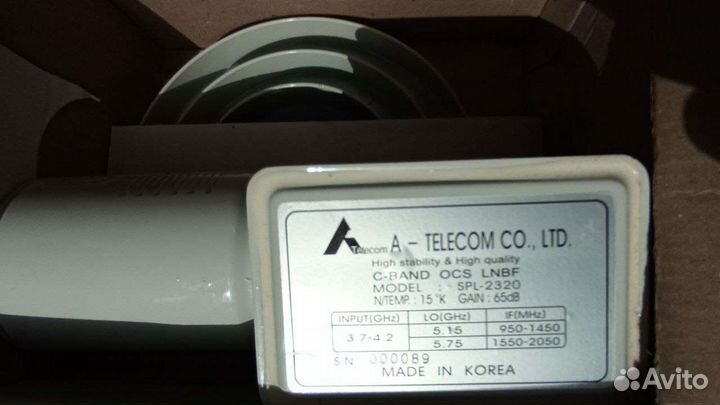 Telecom A - TELECOM CO., LTD.
High stability & High quality
C-BAND OCS LNBF
MODEL : SPL-2320
N/TEMP. : 15°K GAIN : 65dB
INPUT(GHz) LO(GHz) IF(MHz)
3.7-4.2 5.15 950-1450
5.75 1550-2050
S/N 000089
MADE IN KOREA
Avito